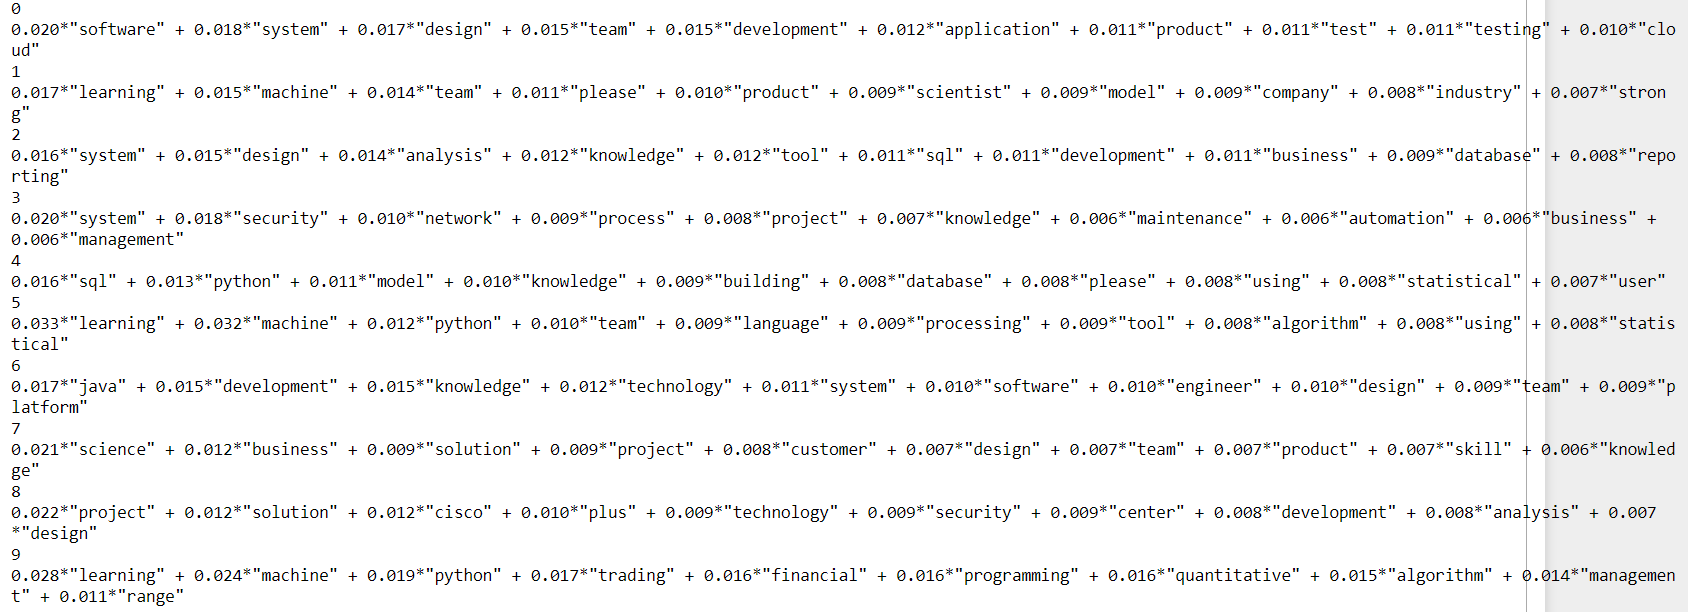 0
0.020*"software" + 0.018*"system" + 0.017*"design" + 0.015*"team" + 0.015*"development" + 0.012*"application" + 0.011*"product" + 0.011*"test" + 0.011*"testing" + 0.010*"clo
ud"
1
0.017*"learning" + 0.015*"machine" + 0.014*"team" + 0.011*"please" + 0.010*"product" + 0.009*"scientist" + 0.009*"model" + 0.009*"company" + 0.008*"industry" + 0.007*"stron
g"
2
0.016*"system" + 0.015*"design" + 0.014*"analysis" + 0.012*"knowledge" + 0.012*"tool" + 0.011*"sql" + 0.011*"development" + 0.011*"business" + 0.009*"database" + 0.008*"repo
rting"
3
0.020*"system" + 0.018*"security" + 0.010*"network" + 0.009*"process" + 0.008*"project" + 0.007*"knowledge" + 0.006*"maintenance" + 0.006*"automation" + 0.006*"business" +
0.006*"management"
4
0.016*"sql" + 0.013*"python" + 0.011*"model" + 0.010*"knowledge" + 0.009*"building" + 0.008*"database" + 0.008*"please" + 0.008*"using" + 0.008*"statistical" + 0.007*"user"
5
0.033*"learning" + 0.032*"machine" + 0.012*"python" + 0.010*"team" + 0.009*"language" + 0.009*"processing" + 0.009*"tool" + 0.008*"algorithm" + 0.008*"using" + 0.008*"statis
tical"
6
0.017*"java" + 0.015*"development" + 0.015*"knowledge" + 0.012*"technology" + 0.011*"system" + 0.010*"software" + 0.010*"engineer" + 0.010*"design" + 0.009*"team" + 0.009*"p
latform"
7
0.021*"science" + 0.012*"business" + 0.009*"solution" + 0.009*"project" + 0.008*"customer" + 0.007*"design" + 0.007*"team" + 0.007*"product" + 0.007*"skill" + 0.006*"knowled
ge"
8
0.022*"project" + 0.012*"solution" + 0.012*"cisco" + 0.010*"plus" + 0.009*"technology" + 0.009*"security" + 0.009*"center" + 0.008*"development" + 0.008*"analysis" + 0.007
*"design"
9
0.028*"learning" + 0.024*"machine" + 0.019*"python" + 0.017*"trading" + 0.016*"financial" + 0.016*"programming" + 0.016*"quantitative" + 0.015*"algorithm" + 0.014*"managemen
t" + 0.011*"range"